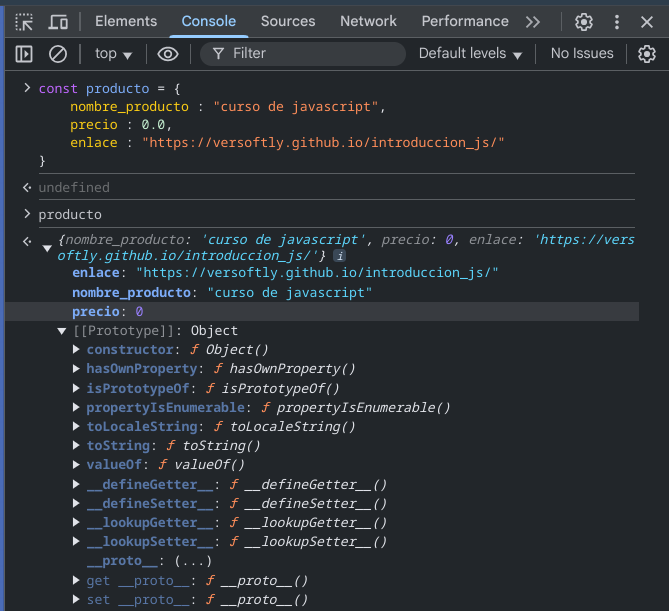 Elements Console Sources Network Performance
top Filter Default levels No Issues
const producto = {
nombre_producto : "curso de javascript",
precio : 0.0,
enlace : "https://versoftly.github.io/introduccion_js/"
}
undefined
producto
{nombre_producto: 'curso de javascript', precio: 0, enlace: 'https://vers
oftly.github.io/introduccion_js/'} i
enlace: "https://versoftly.github.io/introduccion_js/"
nombre_producto: "curso de javascript"
precio: 0
[[Prototype]]: Object
constructor: ƒ Object()
hasOwnProperty: ƒ hasOwnProperty()
isPrototypeOf: ƒ isPrototypeOf()
propertyIsEnumerable: ƒ propertyIsEnumerable()
toLocaleString: ƒ toLocaleString()
toString: ƒ toString()
valueOf: ƒ valueOf()
__defineGetter__: ƒ __defineGetter__()
__defineSetter__: ƒ __defineSetter__()
__lookupGetter__: ƒ __lookupGetter__()
__lookupSetter__: ƒ __lookupSetter__()
__proto__: (...)
get __proto__: ƒ __proto__()
set __proto__: ƒ __proto__()